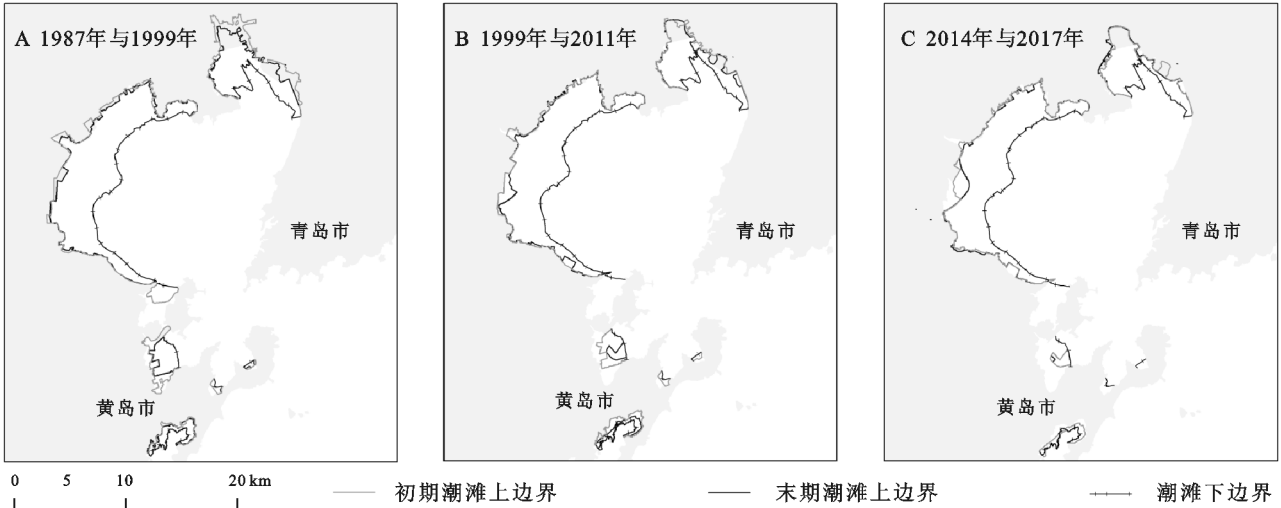 A 1987年与1999年
B 1999年与2011年
C 2014年与2017年
青岛市
青岛市
青岛市
黄岛市
黄岛市
黄岛市
0 5 10 20 km
初期潮滩上边界
末期潮滩上边界
潮滩下边界